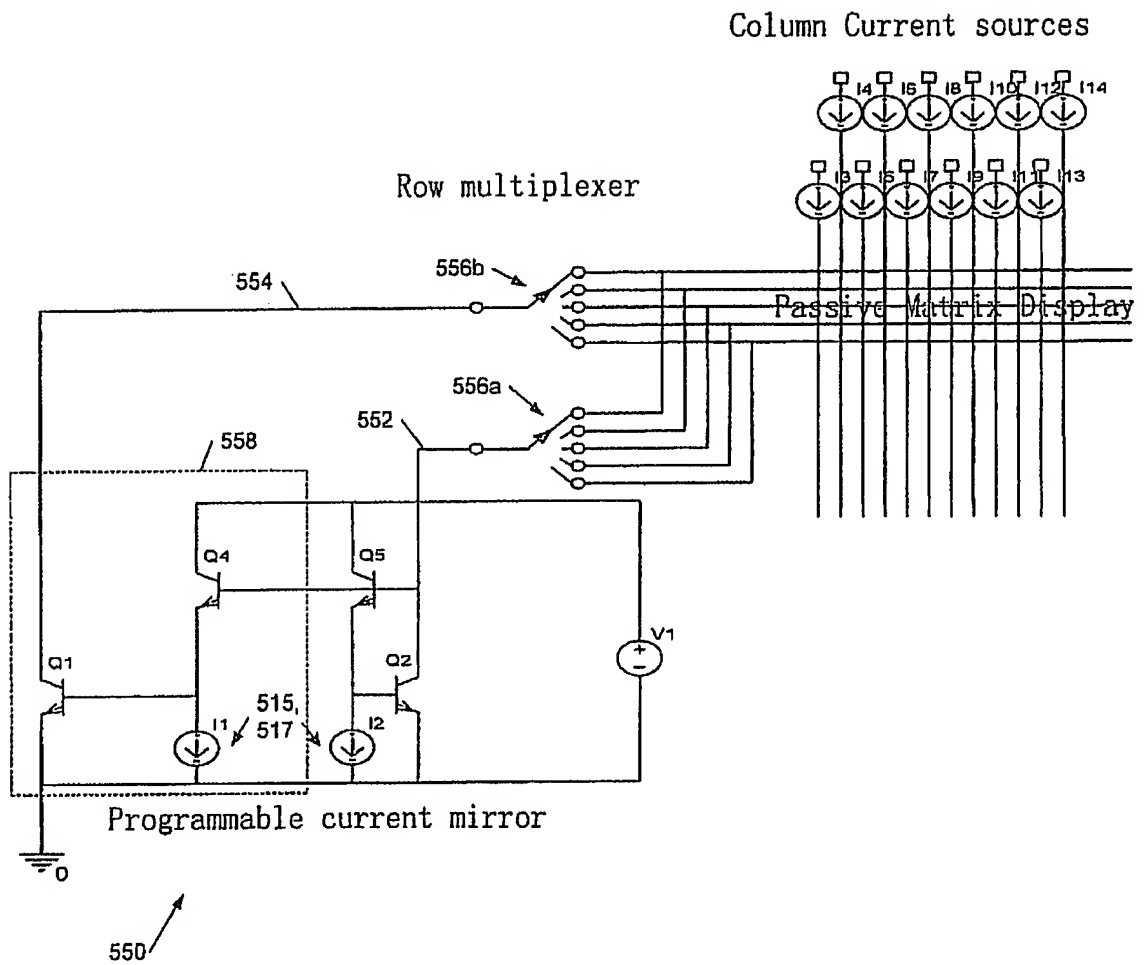 Column Current sources
I4 I6 I8 I10 I12 I14
Row multiplexer
I3 I5 I7 I9 I11 I13
556b
554
Passive Matrix Display
556a
552
558
Q4 Q5
V1
Q1 Q2
515,
517
I1 I2
Programmable current mirror
0
550